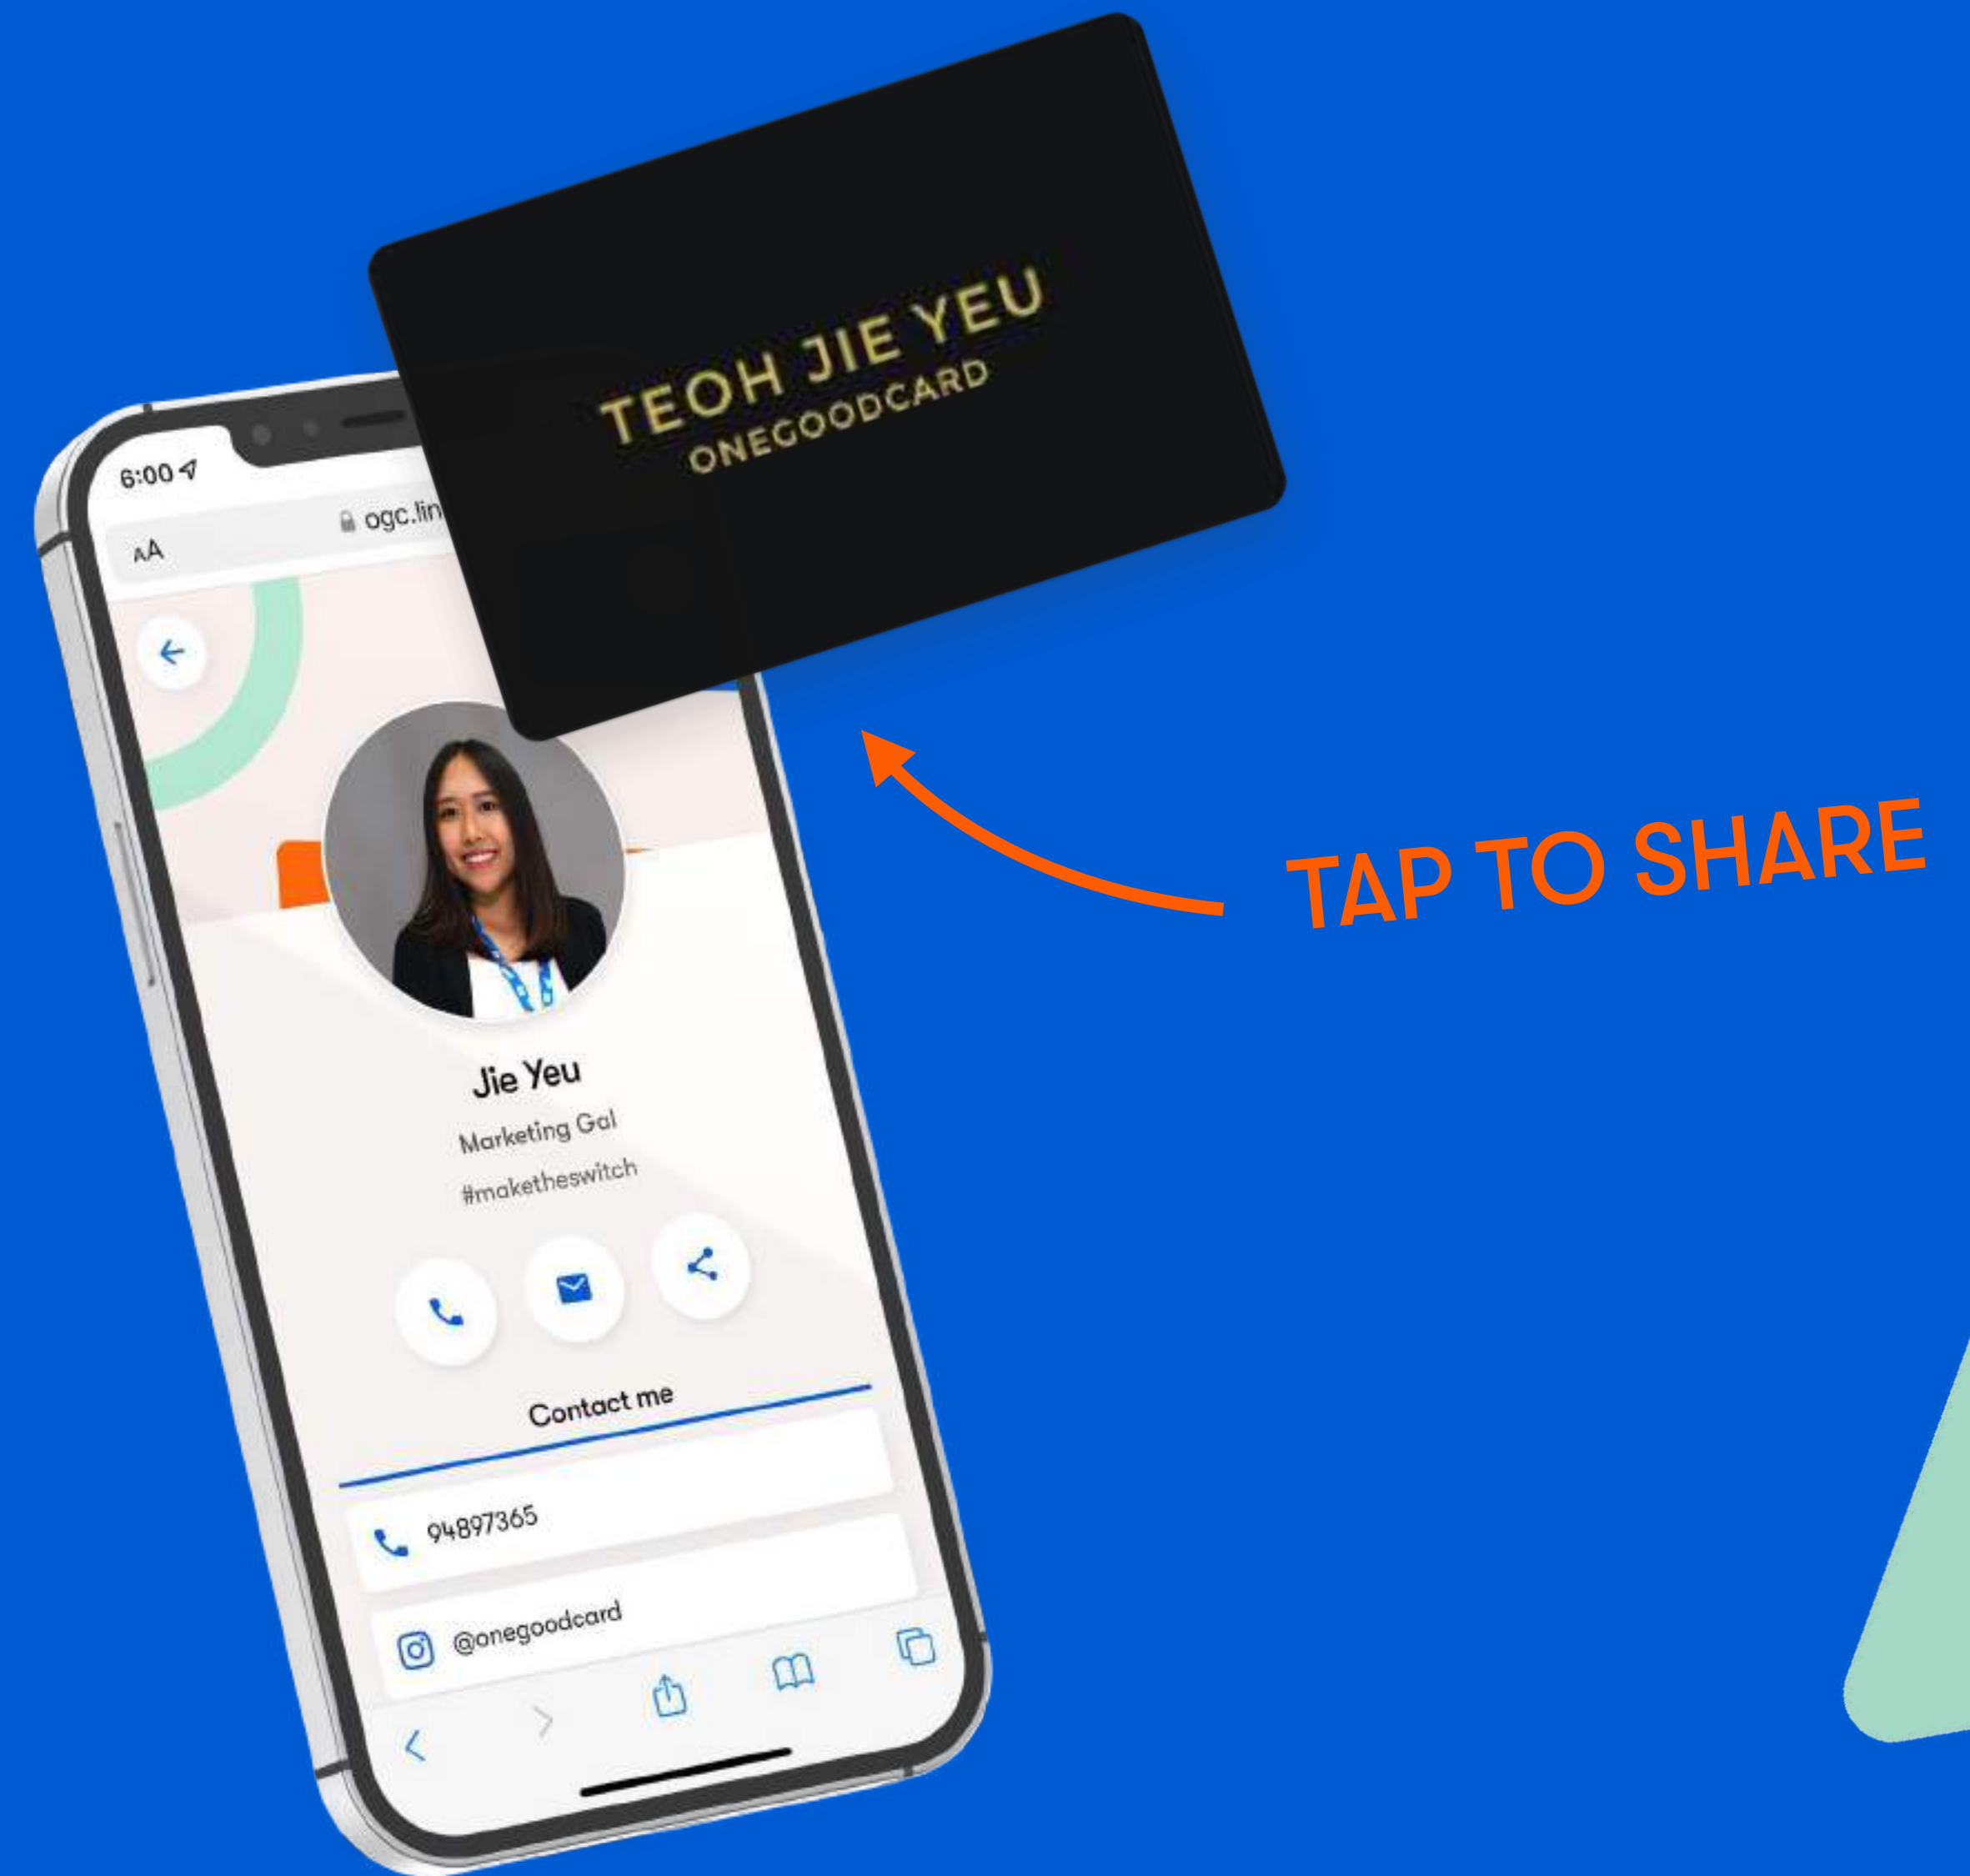 TEOH JIE YEU
ONEGOODCARD
6:00
AA
ogc.lin
TAP TO SHARE
Jie Yeu
Marketing Gal
#maketheswitch
Contact me
94897365
@onegoodcard